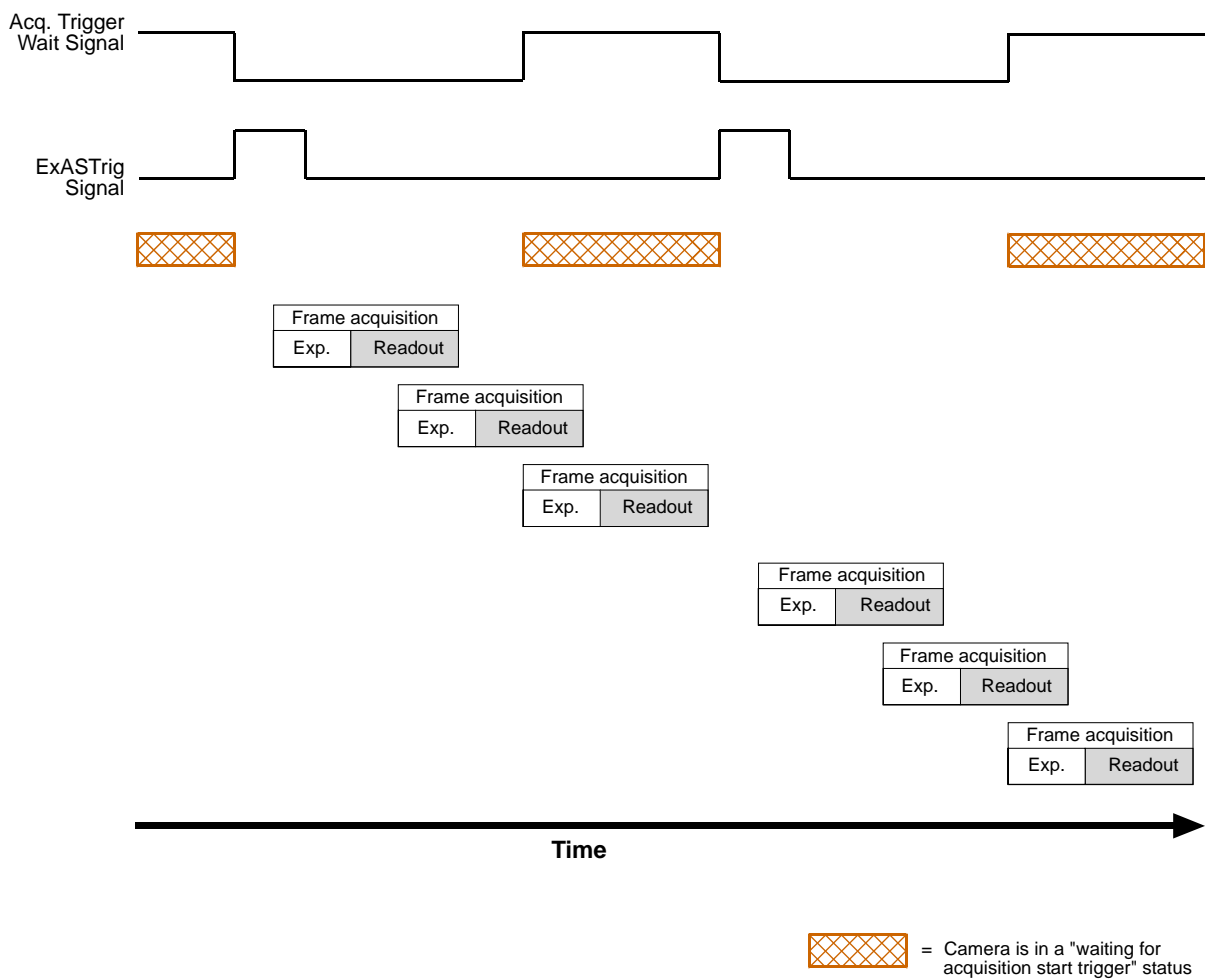 Acq. Trigger
Wait Signal
ExASTrig
Signal
Frame acquisition
Exp. Readout
Frame acquisition
Exp. Readout
Frame acquisition
Exp. Readout
Frame acquisition
Exp. Readout
Frame acquisition
Exp. Readout
Frame acquisition
Exp. Readout
Time
= Camera is in a "waiting for
acquisition start trigger" status